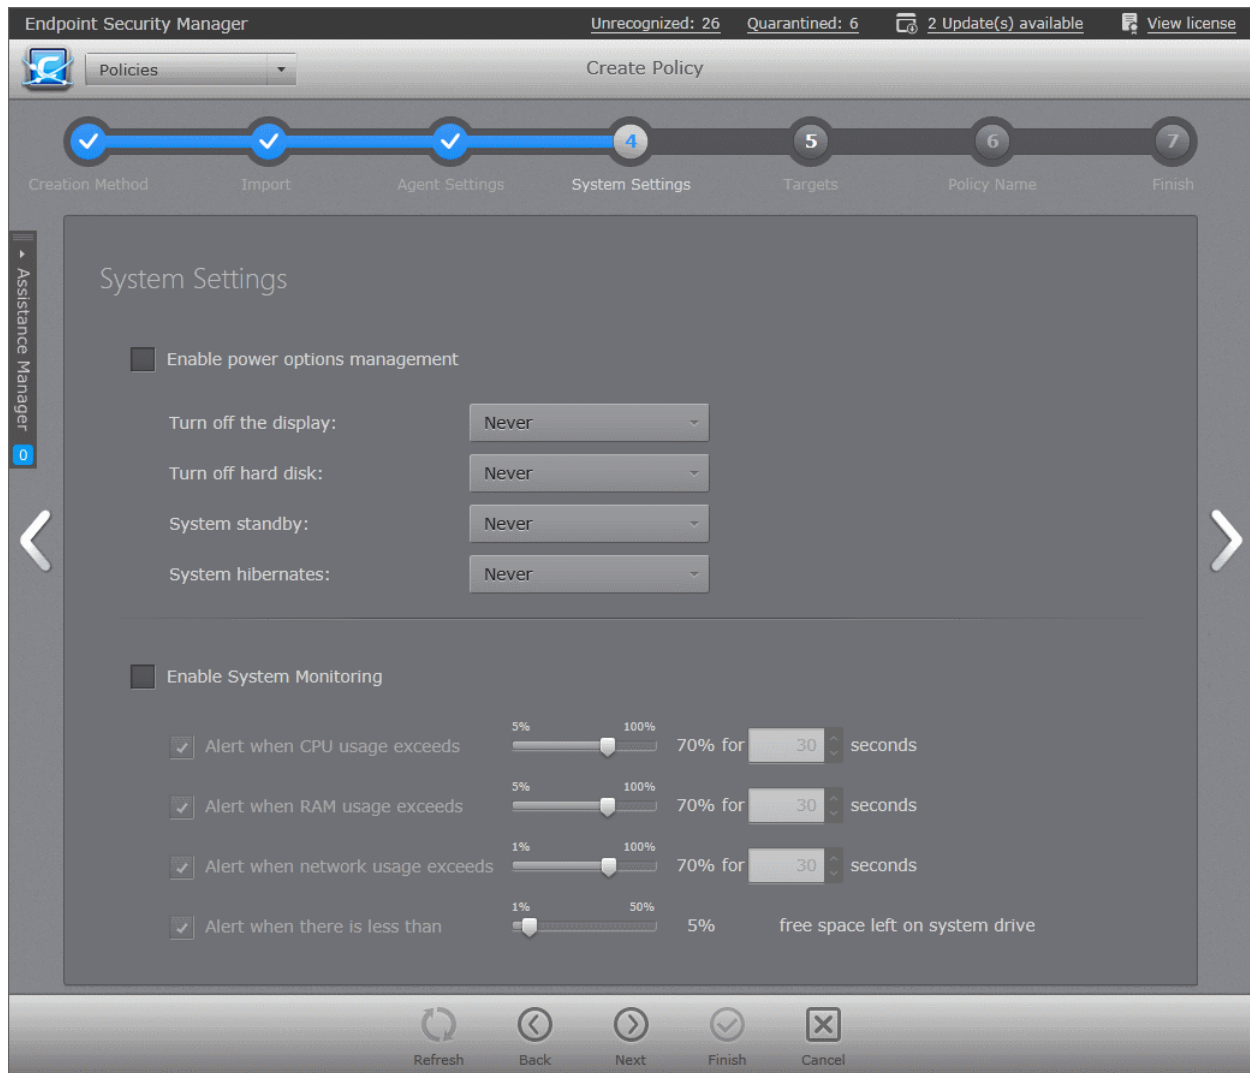 Endpoint Security Manager Unrecognized: 26 Quarantined: 6 2 Update(s) available View license
Policies Create Policy
4 5 6 7
Creation Method Import Agent Settings System Settings Targets Policy Name Finish
Assistance Manager
0
System Settings
Enable power options management
Turn off the display: Never
Turn off hard disk: Never
System standby: Never
System hibernates: Never
Enable System Monitoring
5% 100%
Alert when CPU usage exceeds 70% for 30 seconds
5% 100%
Alert when RAM usage exceeds 70% for 30 seconds
1% 100%
Alert when network usage exceeds 70% for 30 seconds
1% 50%
Alert when there is less than 5% free space left on system drive
Refresh Back Next Finish Cancel